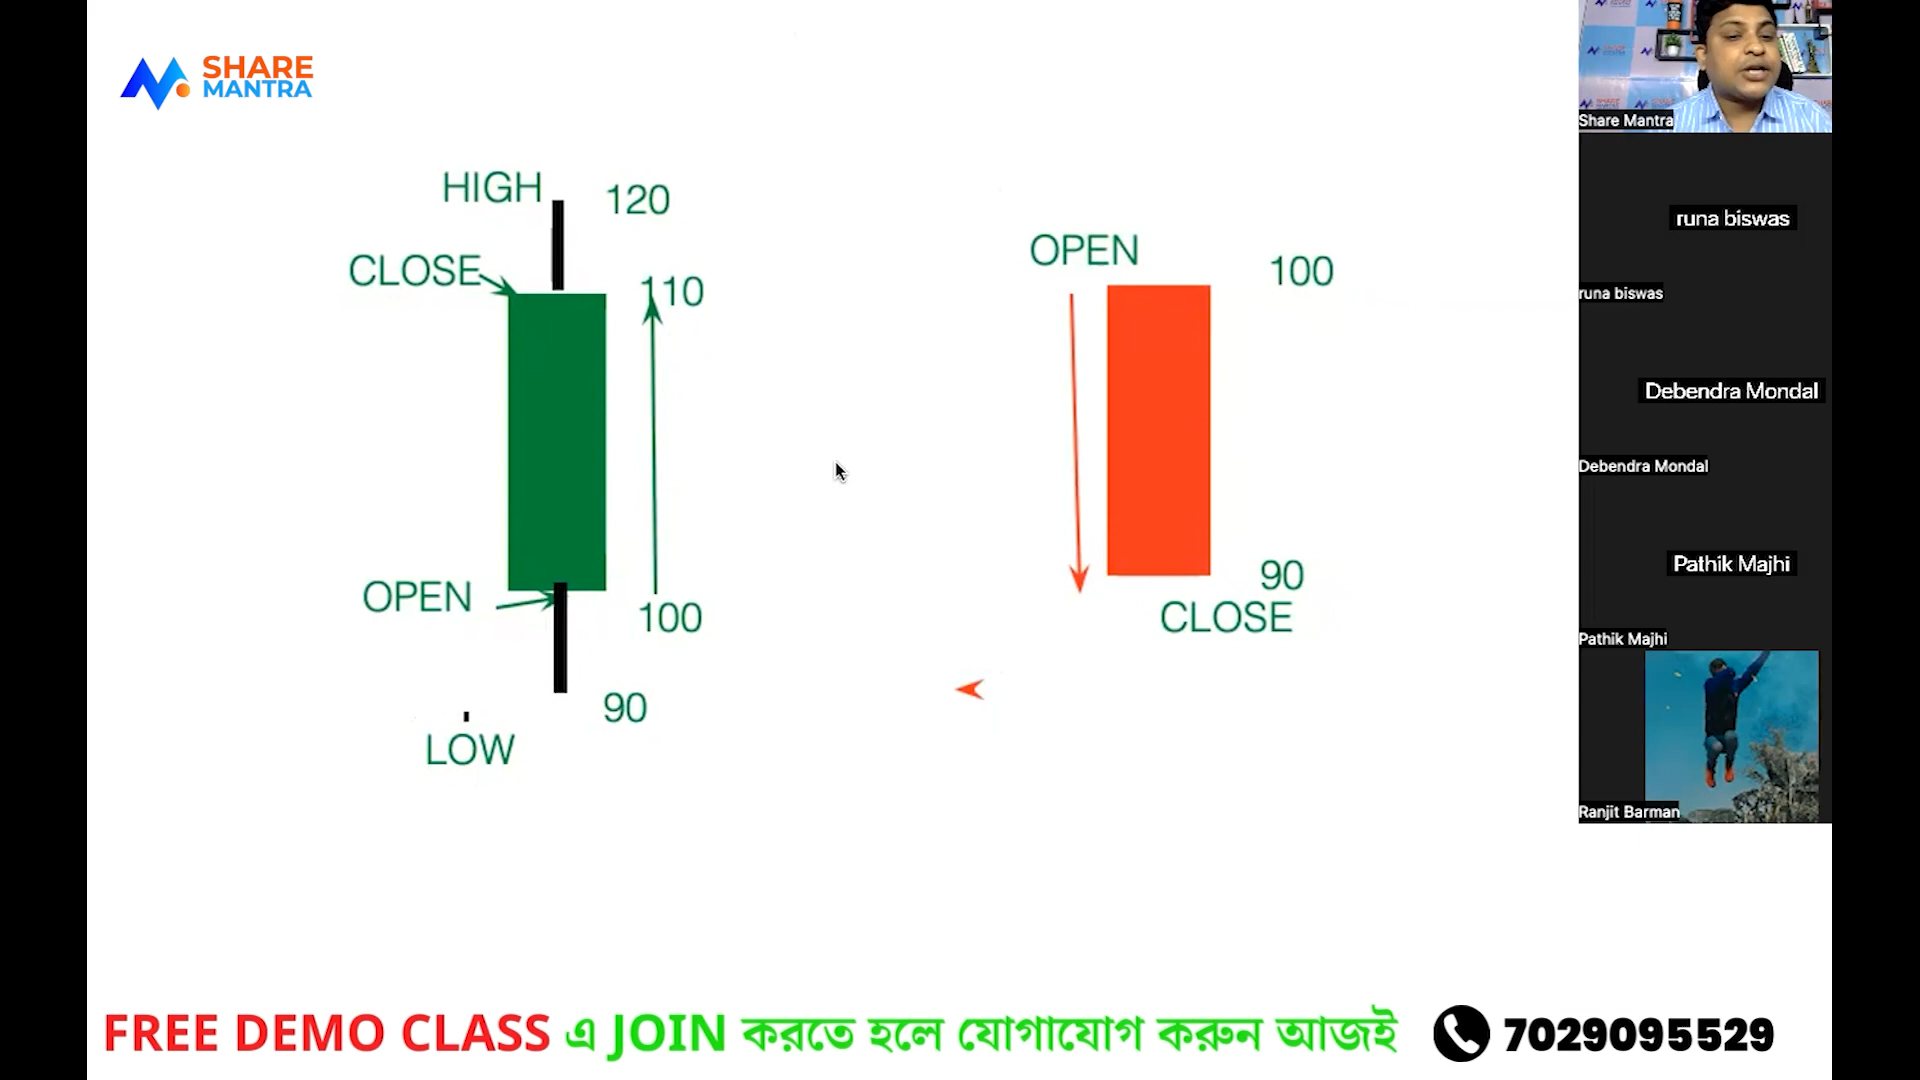 SHARE
MANTRA
HIGH 120
CLOSE 110
OPEN 100
90
LOW
OPEN 100
90
CLOSE
Share Mantra
runa biswas
runa biswas
Debendra Mondal
Debendra Mondal
Pathik Majhi
Pathik Majhi
Ranjit Barman
FREE DEMO CLASS এ JOIN করতে হলে যোগাযোগ করুন আজই 7029095529